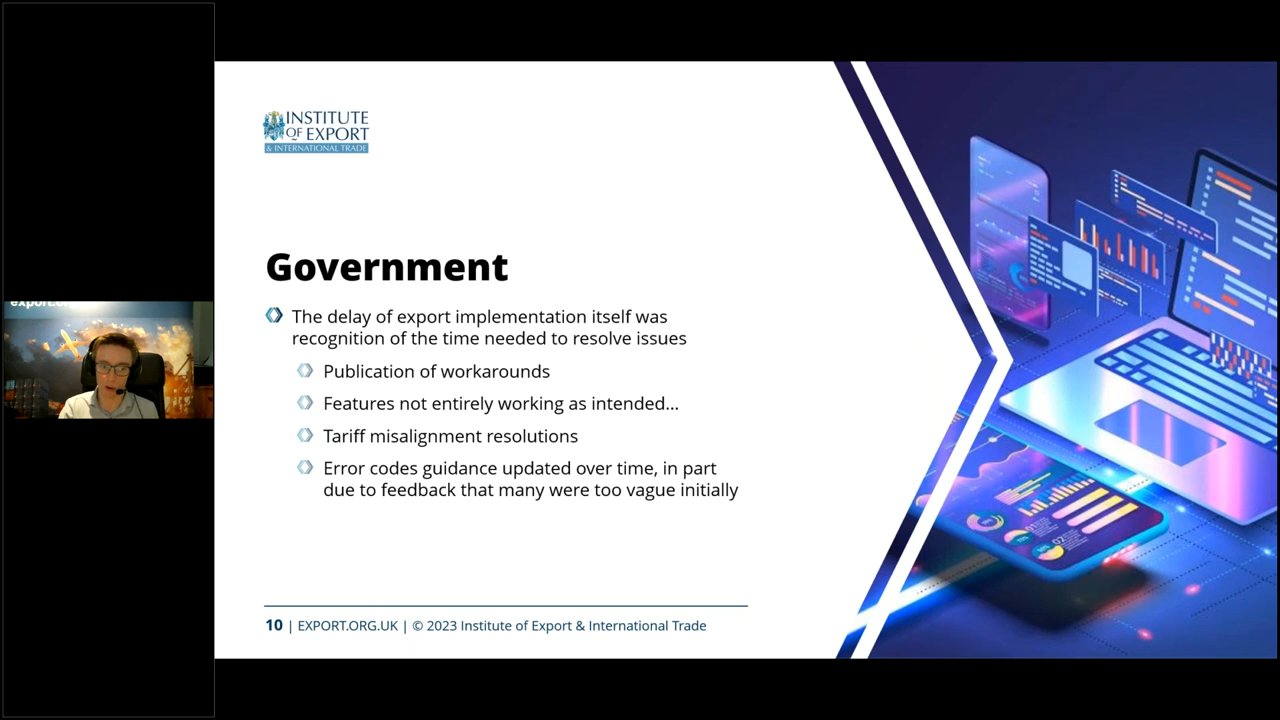 INSTITUTE
OF EXPORT
& INTERNATIONAL TRADE
Government
The delay of export implementation itself was
recognition of the time needed to resolve issues
Publication of workarounds
Features not entirely working as intended...
Tariff misalignment resolutions
Error codes guidance updated over time, in part
due to feedback that many were too vague initially
10 | EXPORT.ORG.UK | © 2023 Institute of Export & International Trade
01
02